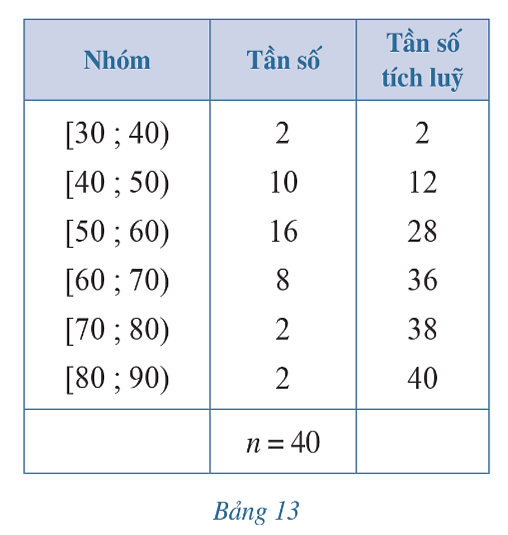 Nhóm Tần số Tần số tích luỹ
[30 ; 40) 2 2
[40 ; 50) 10 12
[50 ; 60) 16 28
[60 ; 70) 8 36
[70 ; 80) 2 38
[80 ; 90) 2 40
n = 40
Bảng 13